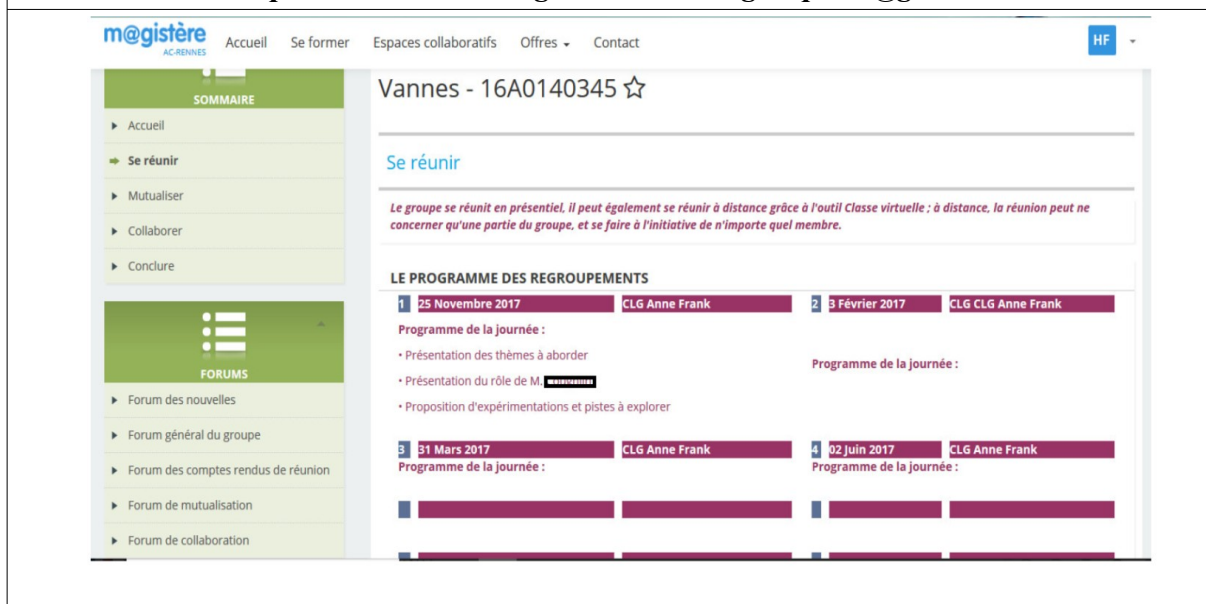 m@gistère
AC-RENNES
Accueil Se former Espaces collaboratifs Offres Contact
HF
SOMMAIRE
Accueil
Se réunir
Mutualiser
Collaborer
Conclure
FORUMS
Forum des nouvelles
Forum général du groupe
Forum des comptes rendus de réunion
Forum de mutualisation
Forum de collaboration
Vannes - 16A0140345
Se réunir
Le groupe se réunit en présentiel, il peut également se réunir à distance grâce à l'outil Classe virtuelle ; à distance, la réunion peut ne
concerner qu'une partie du groupe, et se faire à l'initiative de n'importe quel membre.
LE PROGRAMME DES REGROUPEMENTS
1 25 Novembre 2017 CLG Anne Frank
Programme de la journée :
• Présentation des thèmes à aborder
• Présentation du rôle de M.
• Proposition d'expérimentations et pistes à explorer
2 3 Février 2017 CLG CLG Anne Frank
Programme de la journée :
3 31 Mars 2017 CLG Anne Frank
Programme de la journée :
4 02 Juin 2017 CLG Anne Frank
Programme de la journée :